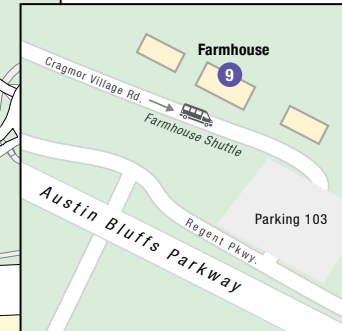 Farmhouse
9
Cragmor Village Rd.
Farmhouse Shuttle
Parking 103
Regent Pkwy.
Austin Bluffs Parkway